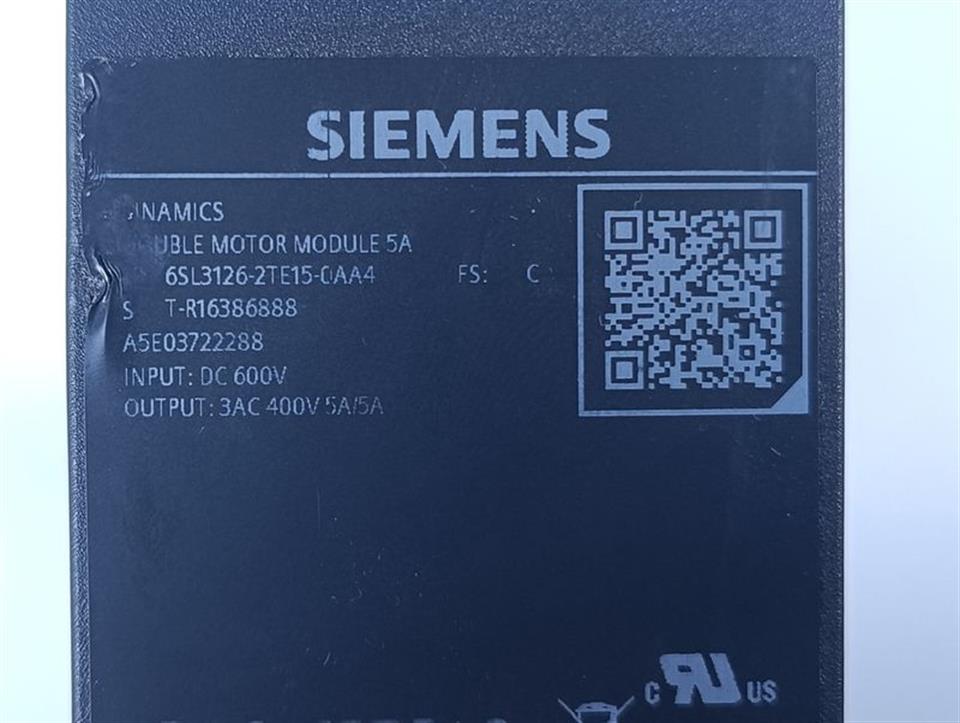 SIEMENS
INAMICS
UBLE MOTOR MODULE 5A
6SL3126-2TE15-0AA4 FS: C
S T-R16386888
A5E03722288
INPUT: DC 600V
OUTPUT: 3AC 400V 5A/5A
C RU US